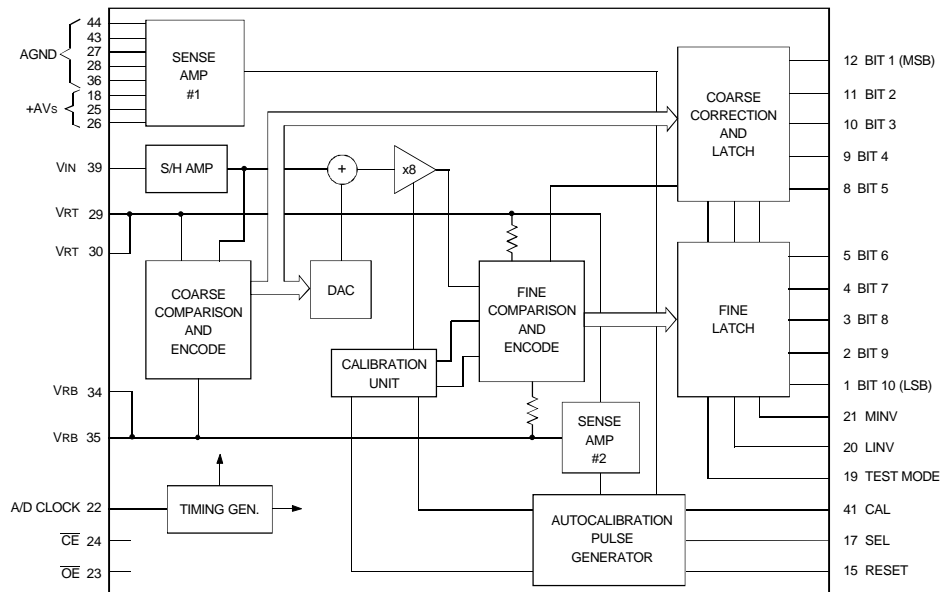 44
43
AGND 27
28
36
18
+AVS 25
26
SENSE
AMP
#1
VIN 39
S/H AMP
+
x8
VRT 29
VRT 30
COARSE
COMPARISON
AND
ENCODE
DAC
CALIBRATION
UNIT
FINE
COMPARISON
AND
ENCODE
COARSE
CORRECTION
AND
LATCH
FINE
LATCH
12 BIT 1 (MSB)
11 BIT 2
10 BIT 3
9 BIT 4
8 BIT 5
5 BIT 6
4 BIT 7
3 BIT 8
2 BIT 9
1 BIT 10 (LSB)
21 MINV
20 LINV
19 TEST MODE
VRB 34
VRB 35
SENSE
AMP
#2
A/D CLOCK 22
TIMING GEN.
CE 24
OE 23
AUTOCALIBRATION
PULSE
GENERATOR
41 CAL
17 SEL
15 RESET